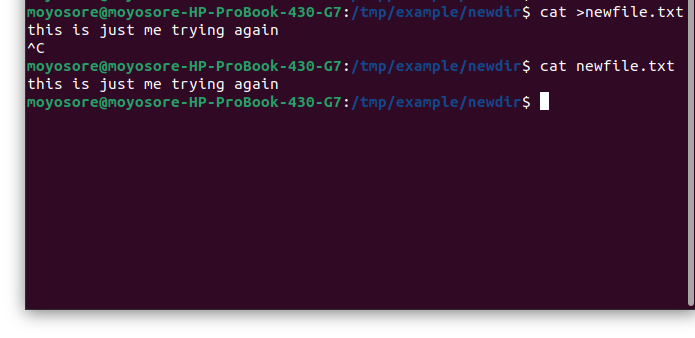 moyosore@moyosore-HP-ProBook-430-G7:/tmp/example/newdir$ cat >newfile.txt
this is just me trying again
^C
moyosore@moyosore-HP-ProBook-430-G7:/tmp/example/newdir$ cat newfile.txt
this is just me trying again
moyosore@moyosore-HP-ProBook-430-G7:/tmp/example/newdir$